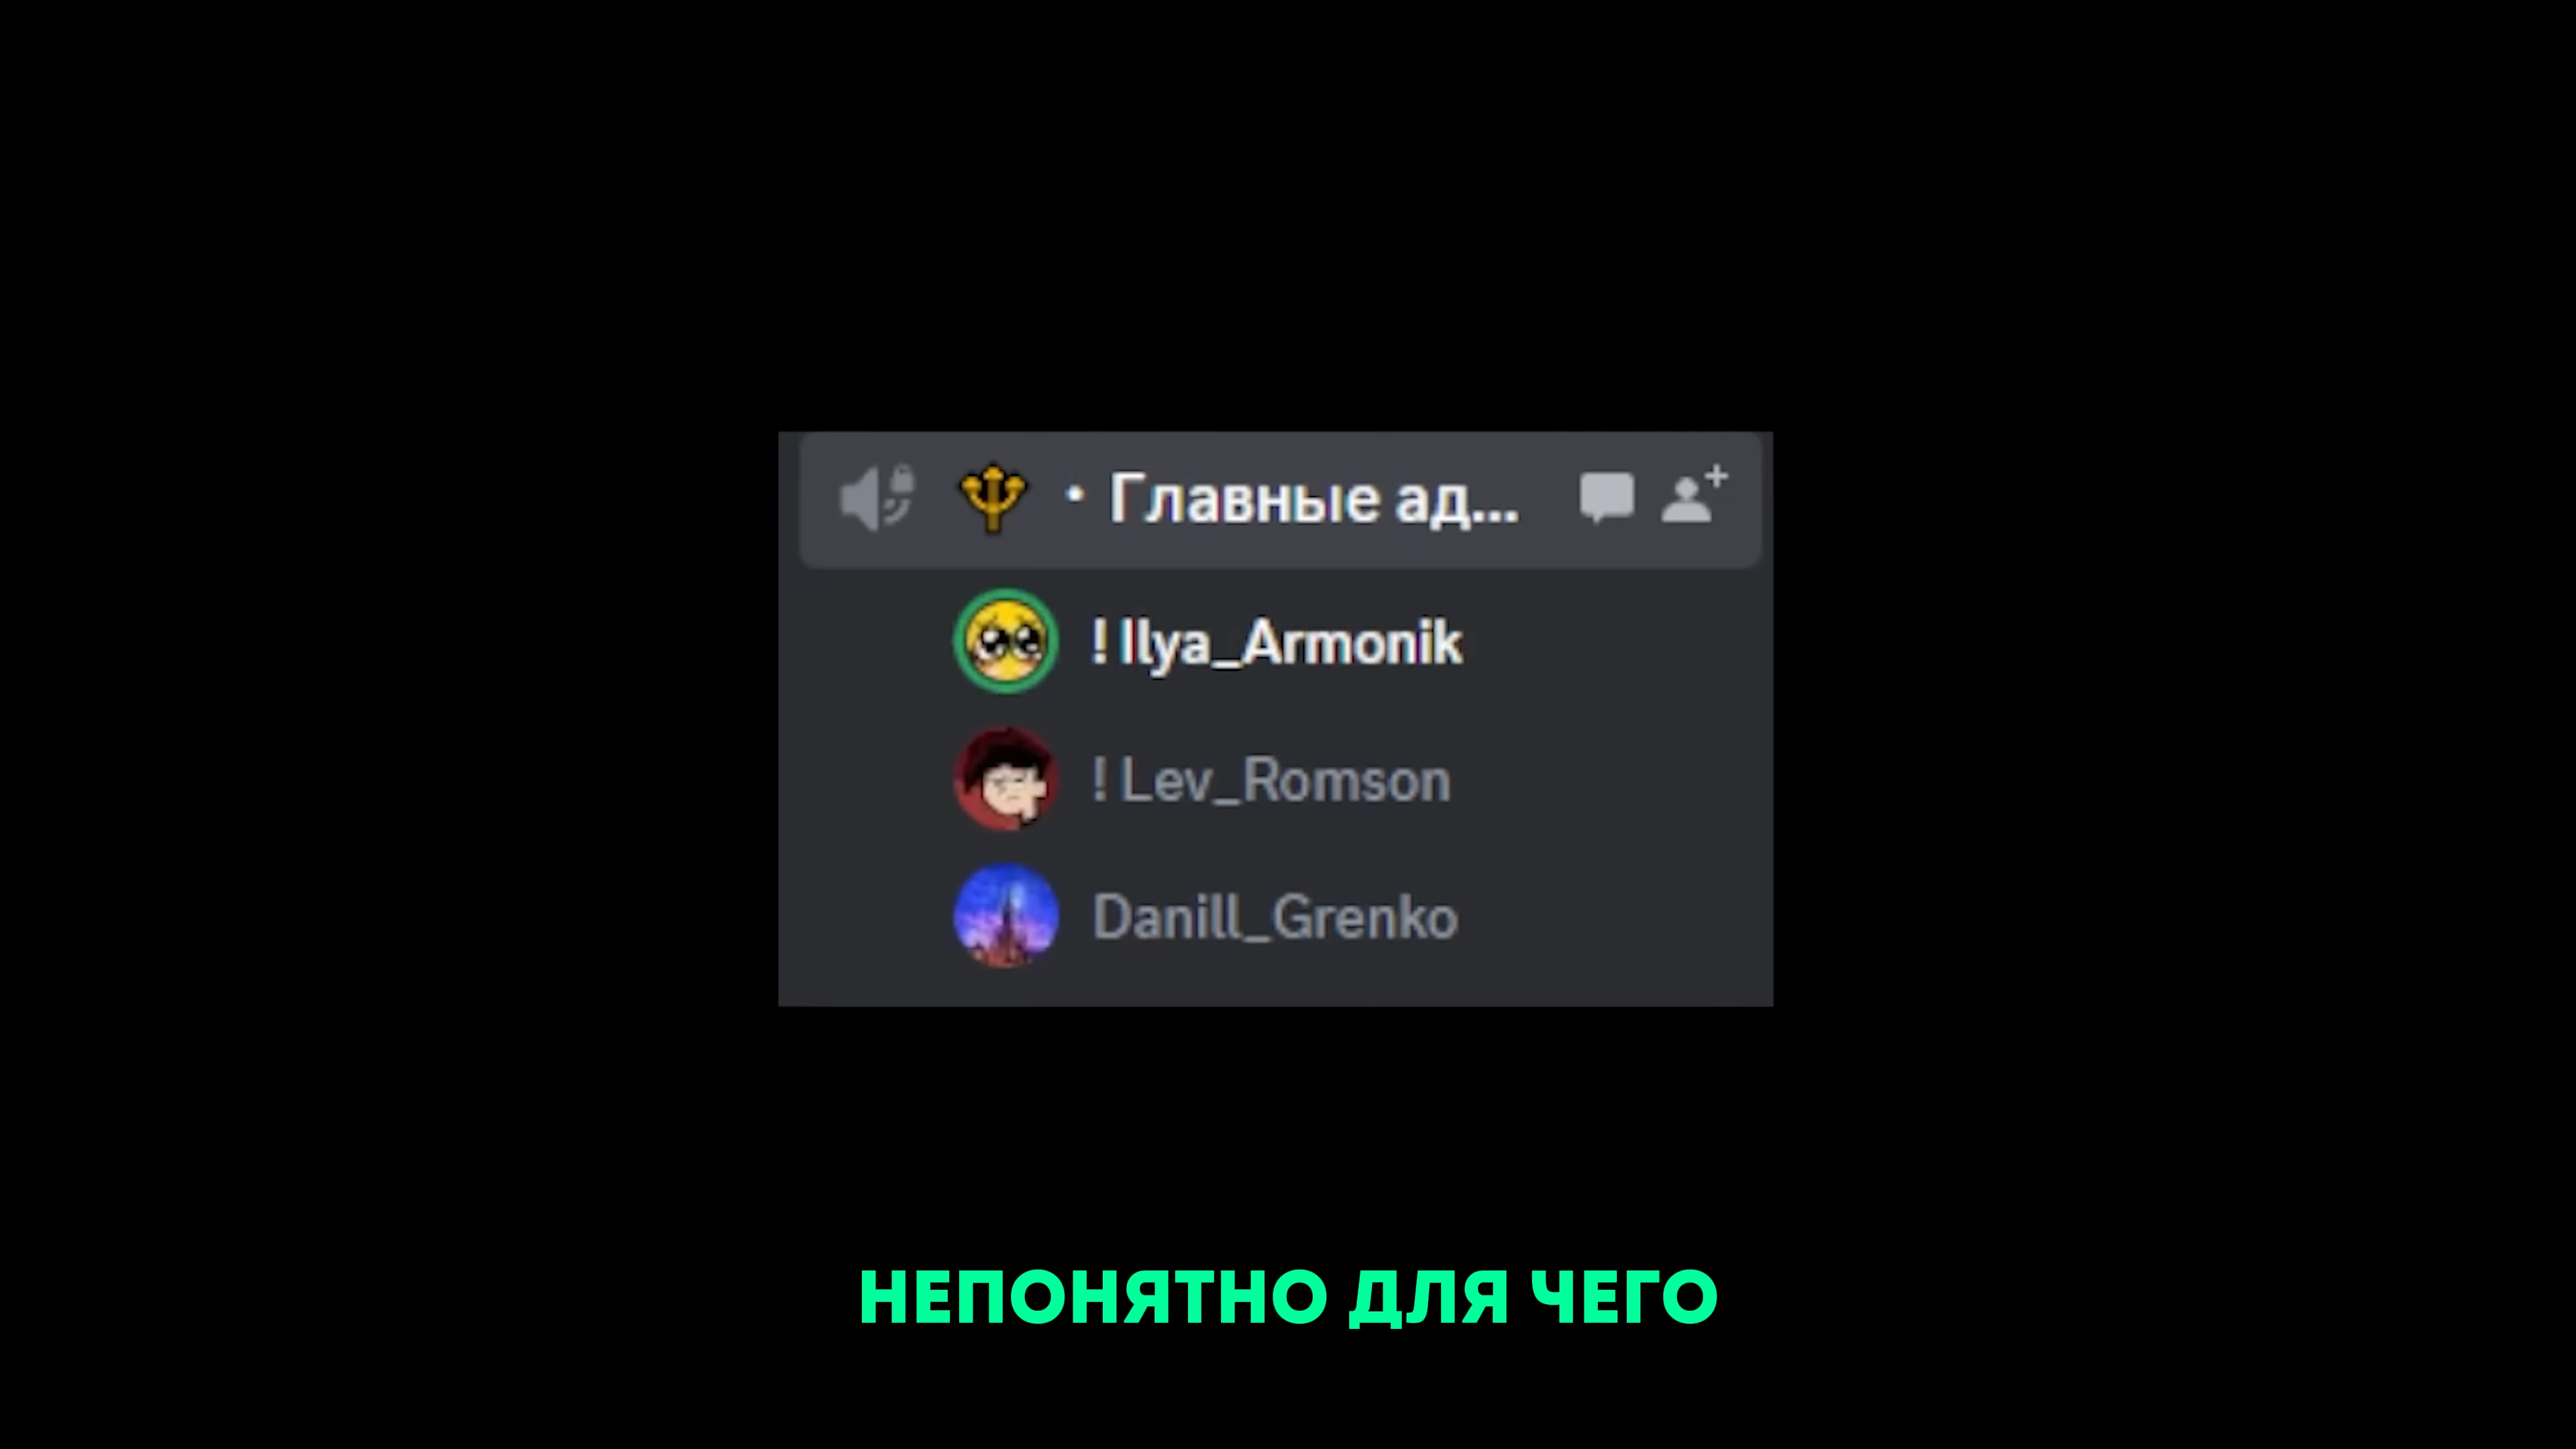 • Главные ад...
! Ilya_Armonik
! Lev_Romson
Danill_Grenko
НЕПОНЯТНО ДЛЯ ЧЕГО